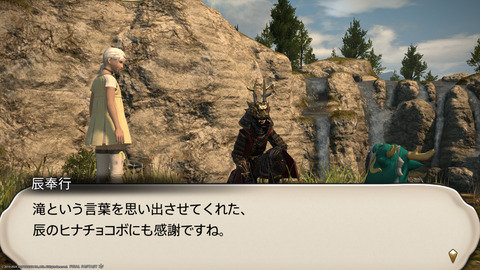 辰奉行
滝という言葉を思い出させてくれた、
辰のヒナチョコボにも感謝ですね。